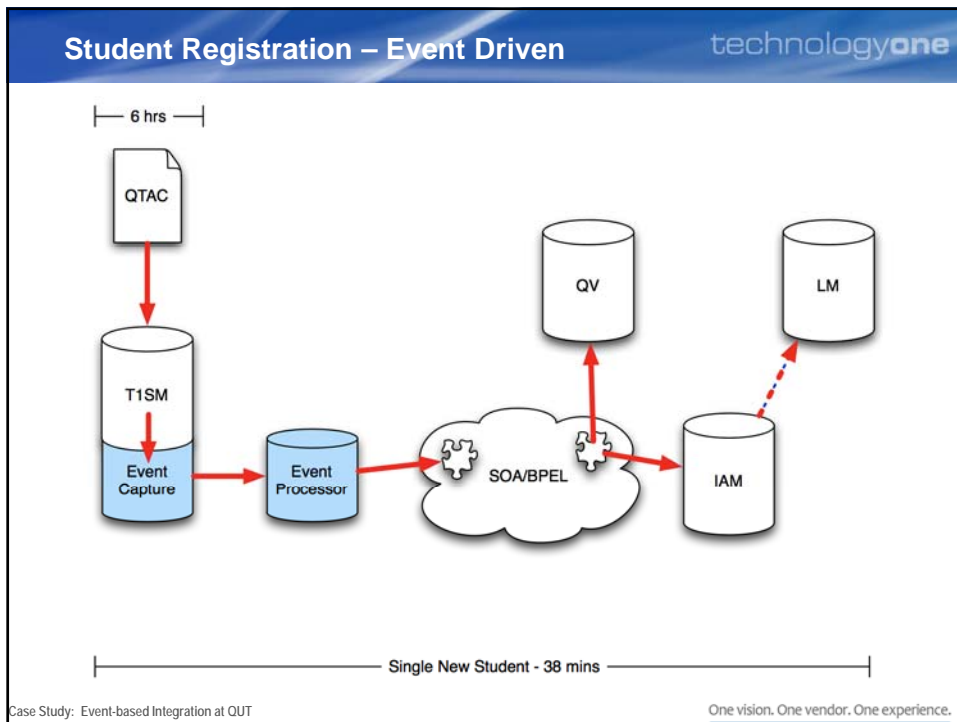 Student Registration – Event Driven
technologyone
6 hrs
QTAC
QV
LM
T1SM
Event
Capture
Event
Processor
SOA/BPEL
IAM
Single New Student - 38 mins
Case Study: Event-based Integration at QUT
One vision. One vendor. One experience.